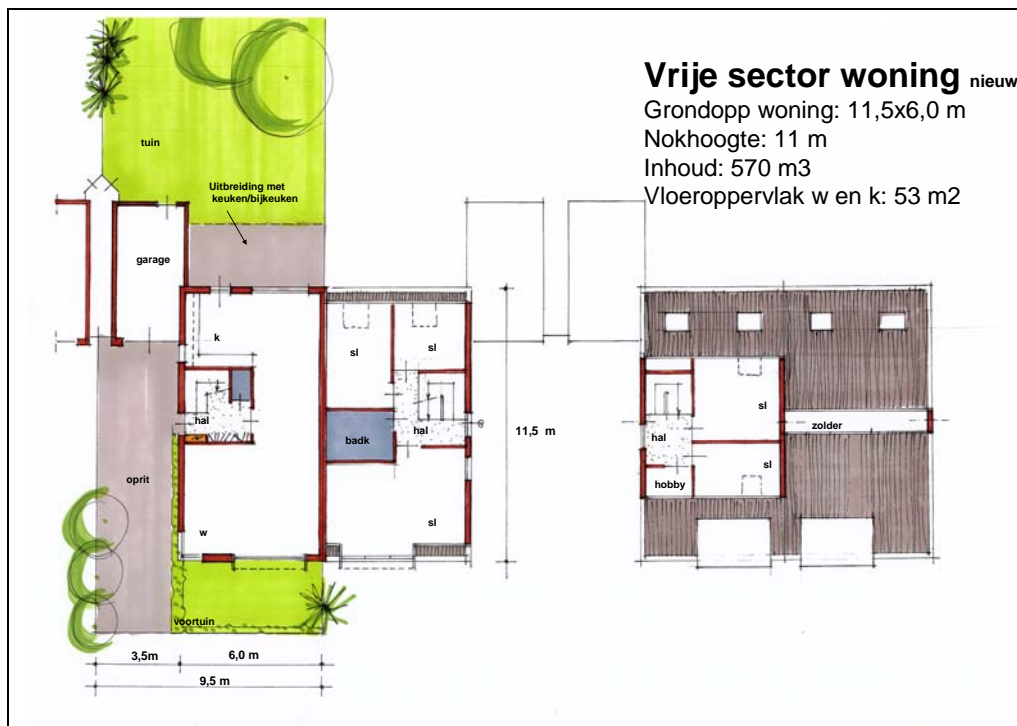 Vrije sector woning nieuw
Grondopp woning: 11,5x6,0 m
Nokhoogte: 11 m
Inhoud: 570 m3
Vloeroppervlak w en k: 53 m2
tuin
Uitbreiding met
keuken/bijkeuken
garage
k
sl
sl
hal
badk
hal
11,5 m
oprit
w
sl
voortuin
3,5m
6,0 m
9,5 m
sl
zolder
hal
sl
hobby